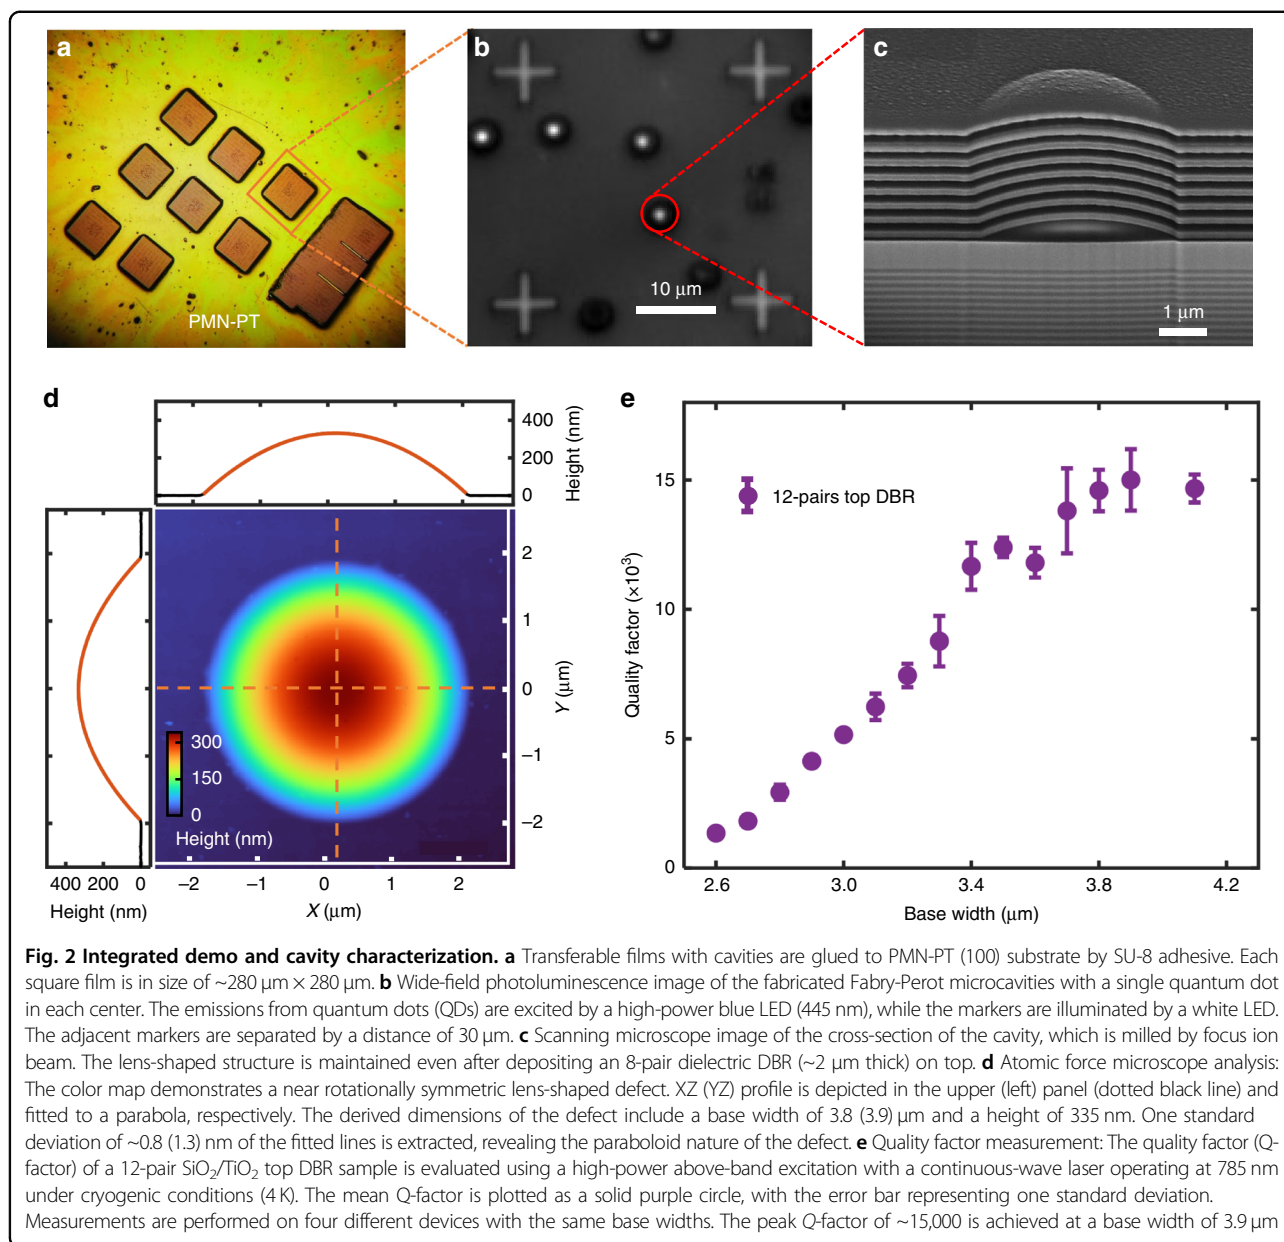 a
PMN-PT
b
10 μm
c
1 μm
d
400
200
0
Height (nm)
2
1
0
−1
−2
Y (μm)
300
150
0
Height (nm)
400 200 0
Height (nm)
−2 −1 0 1 2
X (μm)
e
15
10
5
0
Quality factor (×10³)
12-pairs top DBR
2.6 3.0 3.4 3.8 4.2
Base width (μm)
Fig. 2 Integrated demo and cavity characterization. a Transferable films with cavities are glued to PMN-PT (100) substrate by SU-8 adhesive. Each
square film is in size of ~280 μm × 280 μm. b Wide-field photoluminescence image of the fabricated Fabry-Perot microcavities with a single quantum dot
in each center. The emissions from quantum dots (QDs) are excited by a high-power blue LED (445 nm), while the markers are illuminated by a white LED.
The adjacent markers are separated by a distance of 30 μm. c Scanning microscope image of the cross-section of the cavity, which is milled by focus ion
beam. The lens-shaped structure is maintained even after depositing an 8-pair dielectric DBR (~2 μm thick) on top. d Atomic force microscope analysis:
The color map demonstrates a near rotationally symmetric lens-shaped defect. XZ (YZ) profile is depicted in the upper (left) panel (dotted black line) and
fitted to a parabola, respectively. The derived dimensions of the defect include a base width of 3.8 (3.9) μm and a height of 335 nm. One standard
deviation of ~0.8 (1.3) nm of the fitted lines is extracted, revealing the paraboloid nature of the defect. e Quality factor measurement: The quality factor (Q-
factor) of a 12-pair SiO₂/TiO₂ top DBR sample is evaluated using a high-power above-band excitation with a continuous-wave laser operating at 785 nm
under cryogenic conditions (4 K). The mean Q-factor is plotted as a solid purple circle, with the error bar representing one standard deviation.
Measurements are performed on four different devices with the same base widths. The peak Q-factor of ~15,000 is achieved at a base width of 3.9 μm